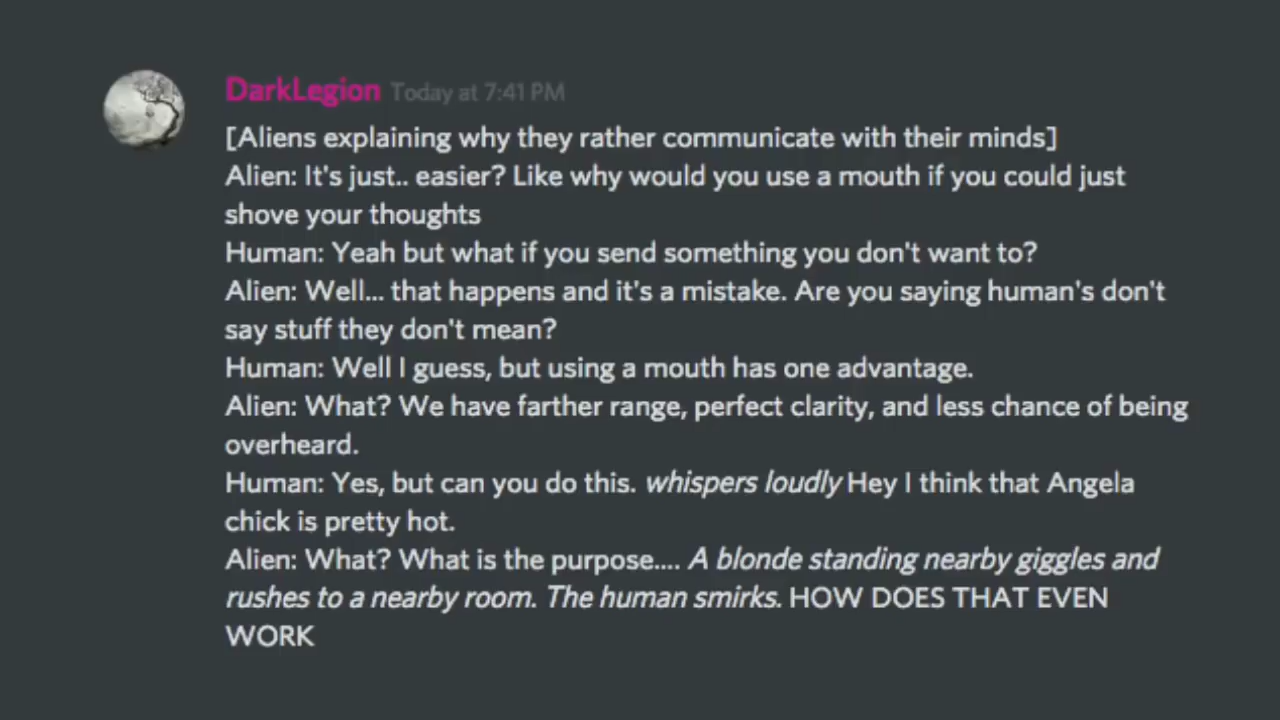 DarkLegion Today at 7:41 PM
[Aliens explaining why they rather communicate with their minds]
Alien: It's just.. easier? Like why would you use a mouth if you could just
shove your thoughts
Human: Yeah but what if you send something you don't want to?
Alien: Well... that happens and it's a mistake. Are you saying human's don't
say stuff they don't mean?
Human: Well I guess, but using a mouth has one advantage.
Alien: What? We have farther range, perfect clarity, and less chance of being
overheard.
Human: Yes, but can you do this. whispers loudly Hey I think that Angela
chick is pretty hot.
Alien: What? What is the purpose.... A blonde standing nearby giggles and
rushes to a nearby room. The human smirks. HOW DOES THAT EVEN
WORK